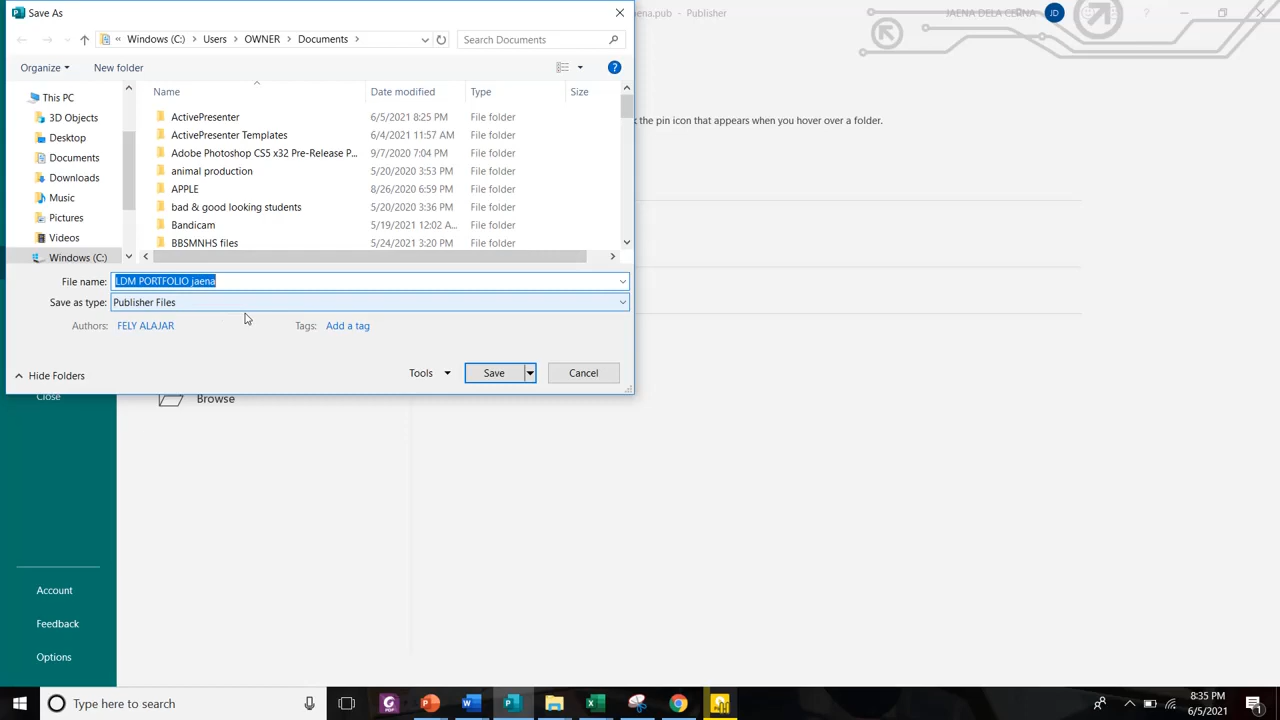 Save As
aena.pub - Publisher
JAENA DELA CERNA
JD
?
« Windows (C:) > Users > OWNER > Documents >
Search Documents
Organize
New folder
?
This PC
3D Objects
Desktop
Documents
Downloads
Music
Pictures
Videos
Windows (C:)
Name Date modified Type Size
ActivePresenter 6/5/2021 8:25 PM File folder
ActivePresenter Templates 6/4/2021 11:57 AM File folder
Adobe Photoshop CS5 x32 Pre-Release P... 9/7/2020 7:04 PM File folder
animal production 5/20/2020 3:53 PM File folder
APPLE 8/26/2020 6:59 PM File folder
bad & good looking students 5/20/2020 3:36 PM File folder
Bandicam 5/19/2021 12:02 A... File folder
BBSMNHS files 5/24/2021 3:20 PM File folder
the pin icon that appears when you hover over a folder.
File name: LDM PORTFOLIO jaena
Save as type: Publisher Files
Authors: FELY ALAJAR
Tags: Add a tag
Hide Folders
Tools
Save
Cancel
Close
Browse
Account
Feedback
Options
Type here to search
8:35 PM
6/5/2021
1